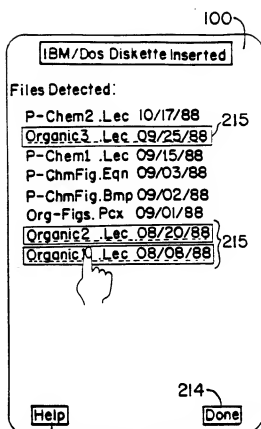 100
IBM/Dos Diskette Inserted
Files Detected:
P-Chem2 .Lec 10/17/88
215
Organic3 .Lec 09/25/88
P-Chem1 .Lec 09/15/88
P-ChmFig.Eqn 09/03/88
P-ChmFig.Bmp 09/02/88
Org-Figs. Pcx 09/01/88
Organic2 .Lec 08/20/88
215
Organic1 .Lec 08/08/88
214
Help
Done